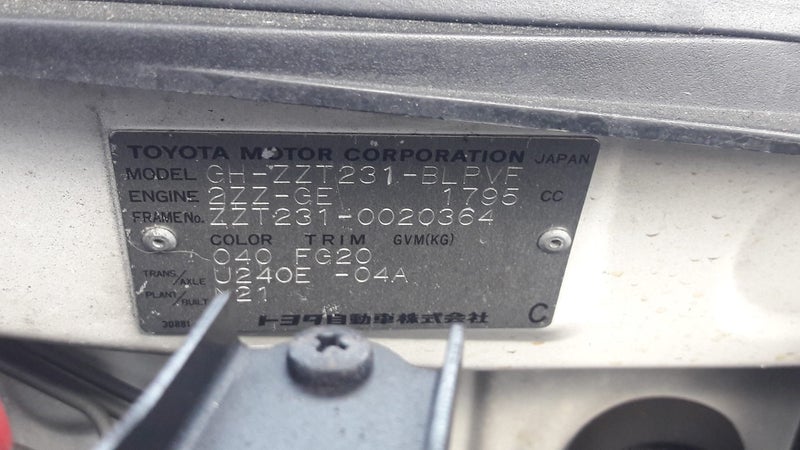 TOYOTA MOTOR CORPORATION JAPAN
MODEL GH-ZZT231-BLPVF
ENGINE 2ZZ-GE 1795 CC
FRAME No. ZZT231-0020364
COLOR TRIM GVM(KG)
040 FG20
TRANS/AXLE U240E -04A
PLANT/BUILT 21
30881
トヨタ自動車株式会社 C